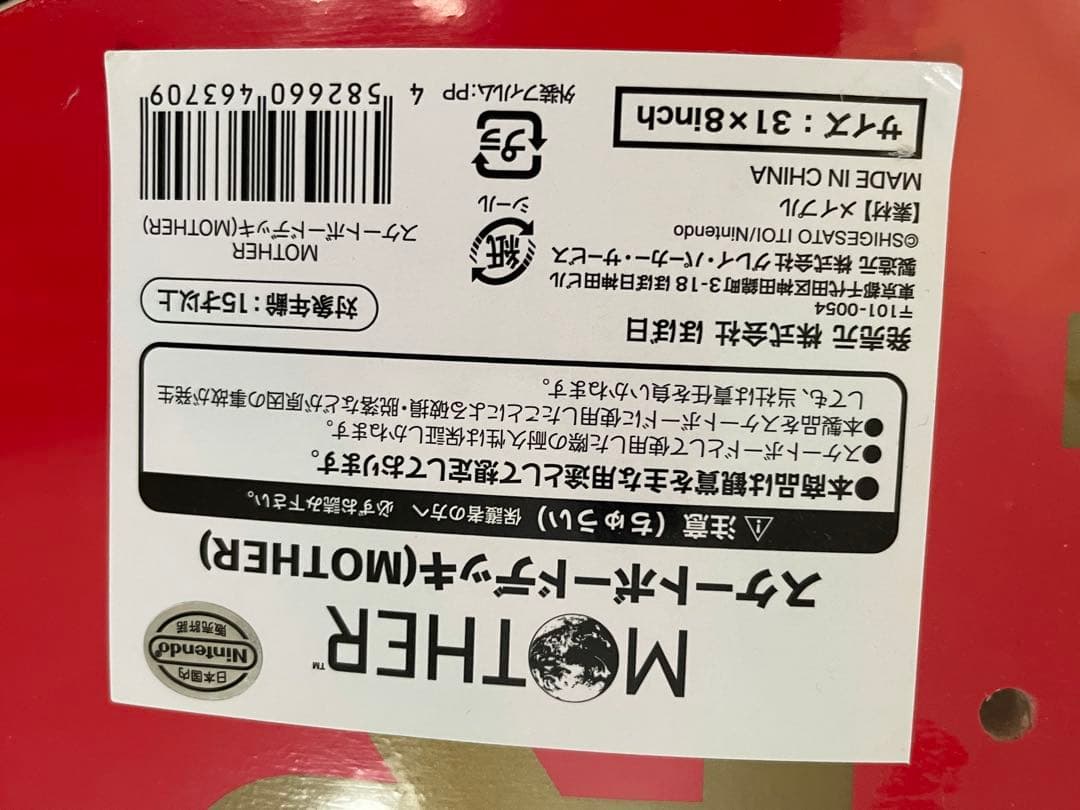 MOTHER™
日本国内
Nintendo
販売許諾
スケートボードデッキ(MOTHER)
⚠ 注意（ちゅうい） 保護者の方へ 必ずお読み下さい。
●本商品は観賞を主な用途として想定しております。
●スケートボードとして使用した際の耐久性は保証しかねます。
●本製品をスケートボードに使用したことによる破損・脱落などが原因の事故が発生
しても、当社は責任を負いかねます。
発売元 株式会社 ほぼ日
〒101-0054
東京都千代田区神田錦町3-18 ほぼ日神田ビル
製造元 株式会社グレイ・パーカー・サービス
©SHIGESATO ITOI/Nintendo
【素材】メイプル
MADE IN CHINA
サイズ：31×8inch
対象年齢：15才以上
紙
シール
プラ
外装フィルム:PP
MOTHER
スケートボードデッキ(MOTHER)
4 582660 463709